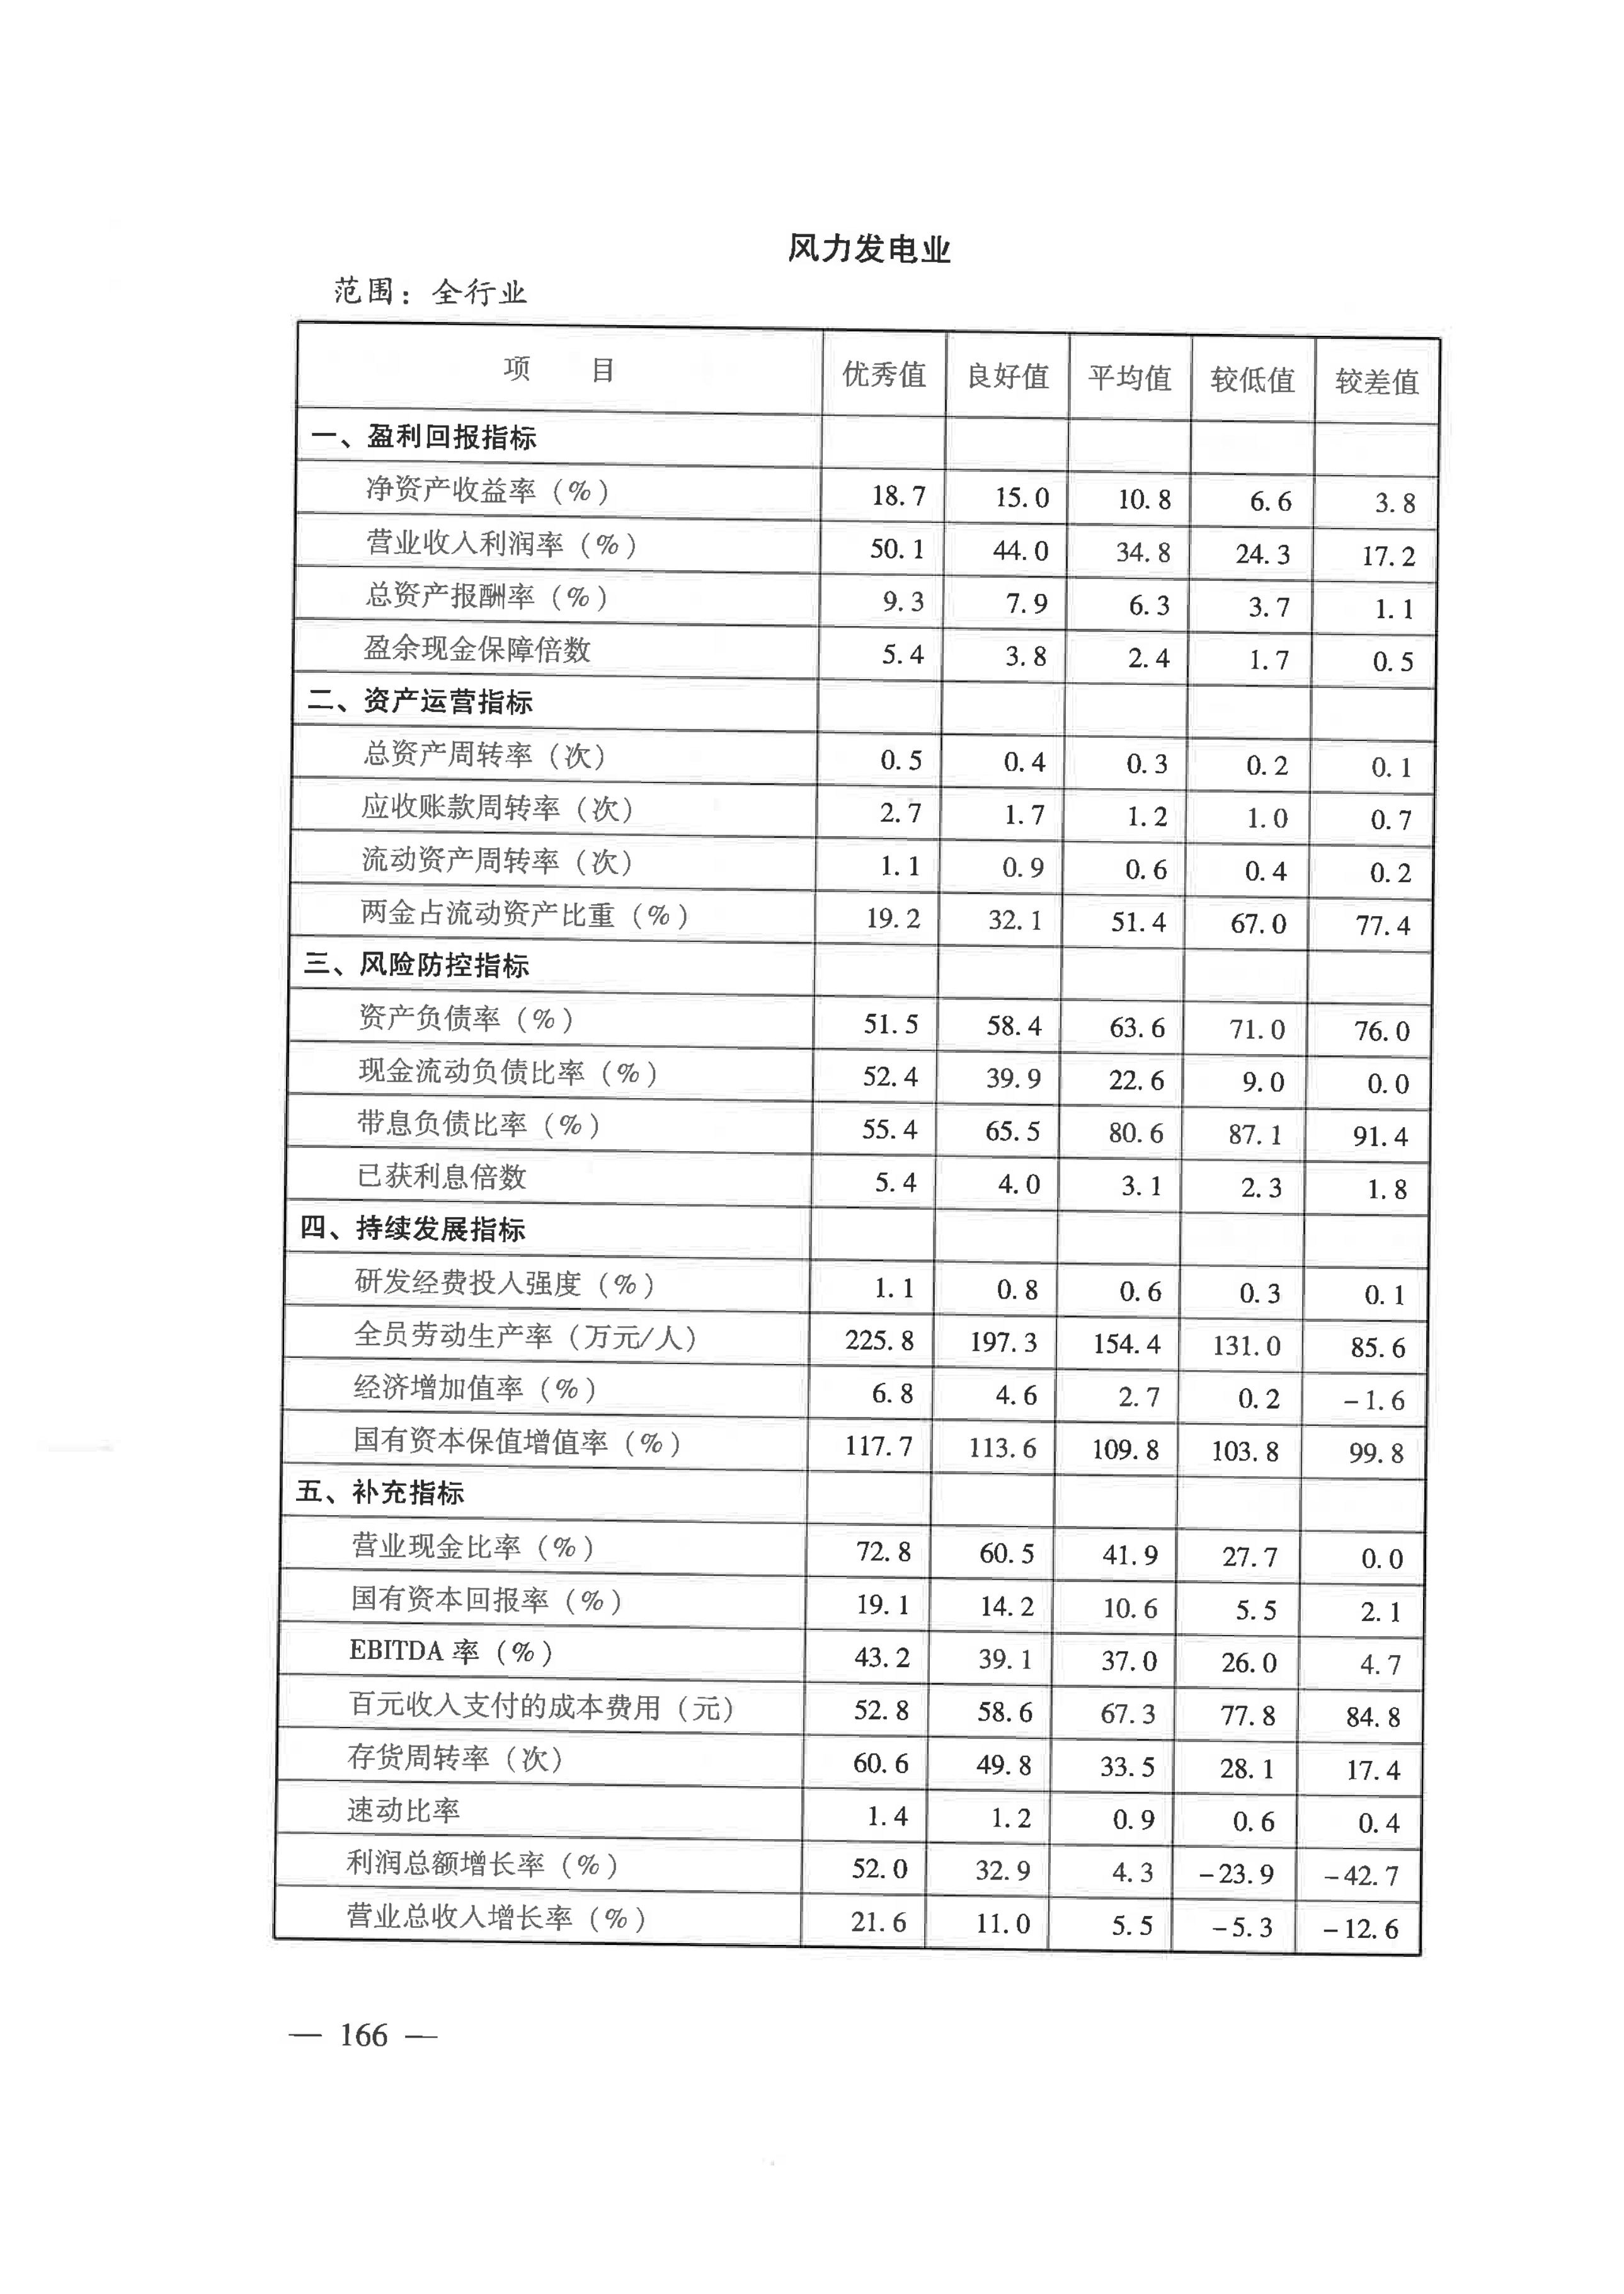 风力发电业
范围：全行业
项 目 优秀值 良好值 平均值 较低值 较差值
一、盈利回报指标
净资产收益率（%） 18.7 15.0 10.8 6.6 3.8
营业收入利润率（%） 50.1 44.0 34.8 24.3 17.2
总资产报酬率（%） 9.3 7.9 6.3 3.7 1.1
盈余现金保障倍数 5.4 3.8 2.4 1.7 0.5
二、资产运营指标
总资产周转率（次） 0.5 0.4 0.3 0.2 0.1
应收账款周转率（次） 2.7 1.7 1.2 1.0 0.7
流动资产周转率（次） 1.1 0.9 0.6 0.4 0.2
两金占流动资产比重（%） 19.2 32.1 51.4 67.0 77.4
三、风险防控指标
资产负债率（%） 51.5 58.4 63.6 71.0 76.0
现金流动负债比率（%） 52.4 39.9 22.6 9.0 0.0
带息负债比率（%） 55.4 65.5 80.6 87.1 91.4
已获利息倍数 5.4 4.0 3.1 2.3 1.8
四、持续发展指标
研发经费投入强度（%） 1.1 0.8 0.6 0.3 0.1
全员劳动生产率（万元/人） 225.8 197.3 154.4 131.0 85.6
经济增加值率（%） 6.8 4.6 2.7 0.2 -1.6
国有资本保值增值率（%） 117.7 113.6 109.8 103.8 99.8
五、补充指标
营业现金比率（%） 72.8 60.5 41.9 27.7 0.0
国有资本回报率（%） 19.1 14.2 10.6 5.5 2.1
EBITDA 率（%） 43.2 39.1 37.0 26.0 4.7
百元收入支付的成本费用（元） 52.8 58.6 67.3 77.8 84.8
存货周转率（次） 60.6 49.8 33.5 28.1 17.4
速动比率 1.4 1.2 0.9 0.6 0.4
利润总额增长率（%） 52.0 32.9 4.3 -23.9 -42.7
营业总收入增长率（%） 21.6 11.0 5.5 -5.3 -12.6
— 166 —